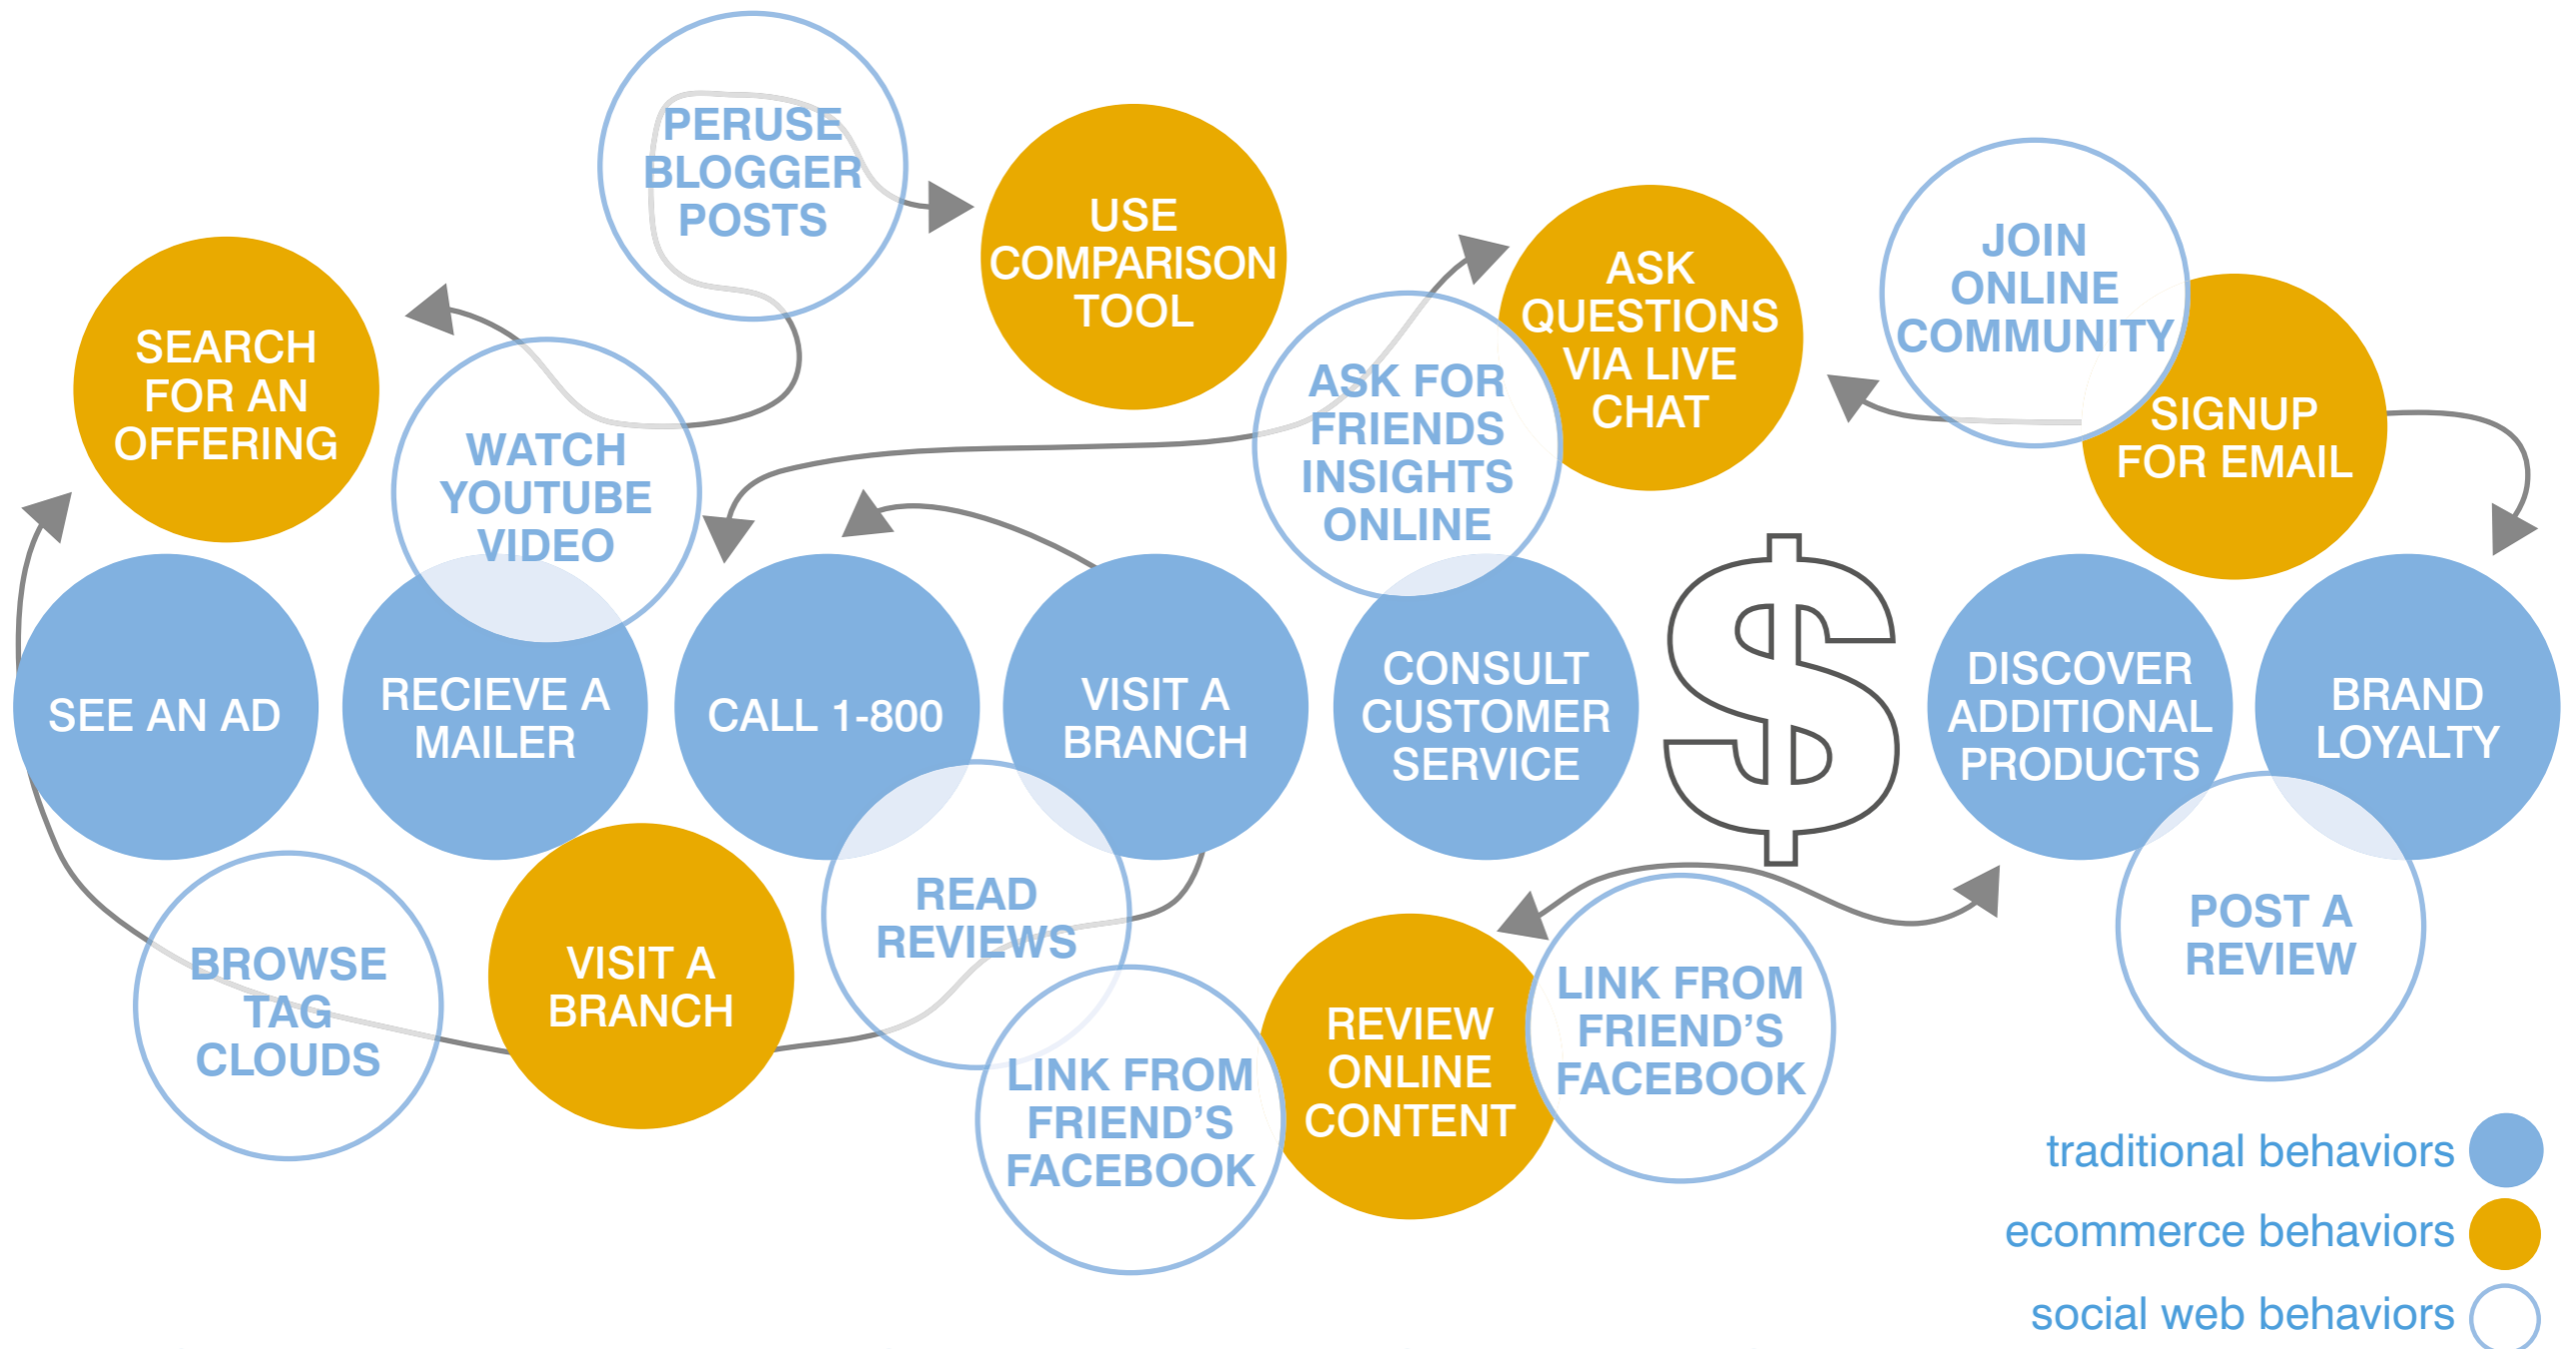 PERUSE
BLOGGER
POSTS
USE
COMPARISON
TOOL
JOIN
ONLINE
COMMUNITY
ASK
QUESTIONS
VIA LIVE
CHAT
SEARCH
FOR AN
OFFERING
WATCH
YOUTUBE
VIDEO
ASK FOR
FRIENDS
INSIGHTS
ONLINE
SIGNUP
FOR EMAIL
SEE AN AD
RECIEVE A
MAILER
CALL 1-800
VISIT A
BRANCH
CONSULT
CUSTOMER
SERVICE
$
DISCOVER
ADDITIONAL
PRODUCTS
BRAND
LOYALTY
BROWSE
TAG
CLOUDS
VISIT A
BRANCH
READ
REVIEWS
LINK FROM
FRIEND’S
FACEBOOK
REVIEW
ONLINE
CONTENT
LINK FROM
FRIEND’S
FACEBOOK
POST A
REVIEW
traditional behaviors
ecommerce behaviors
social web behaviors